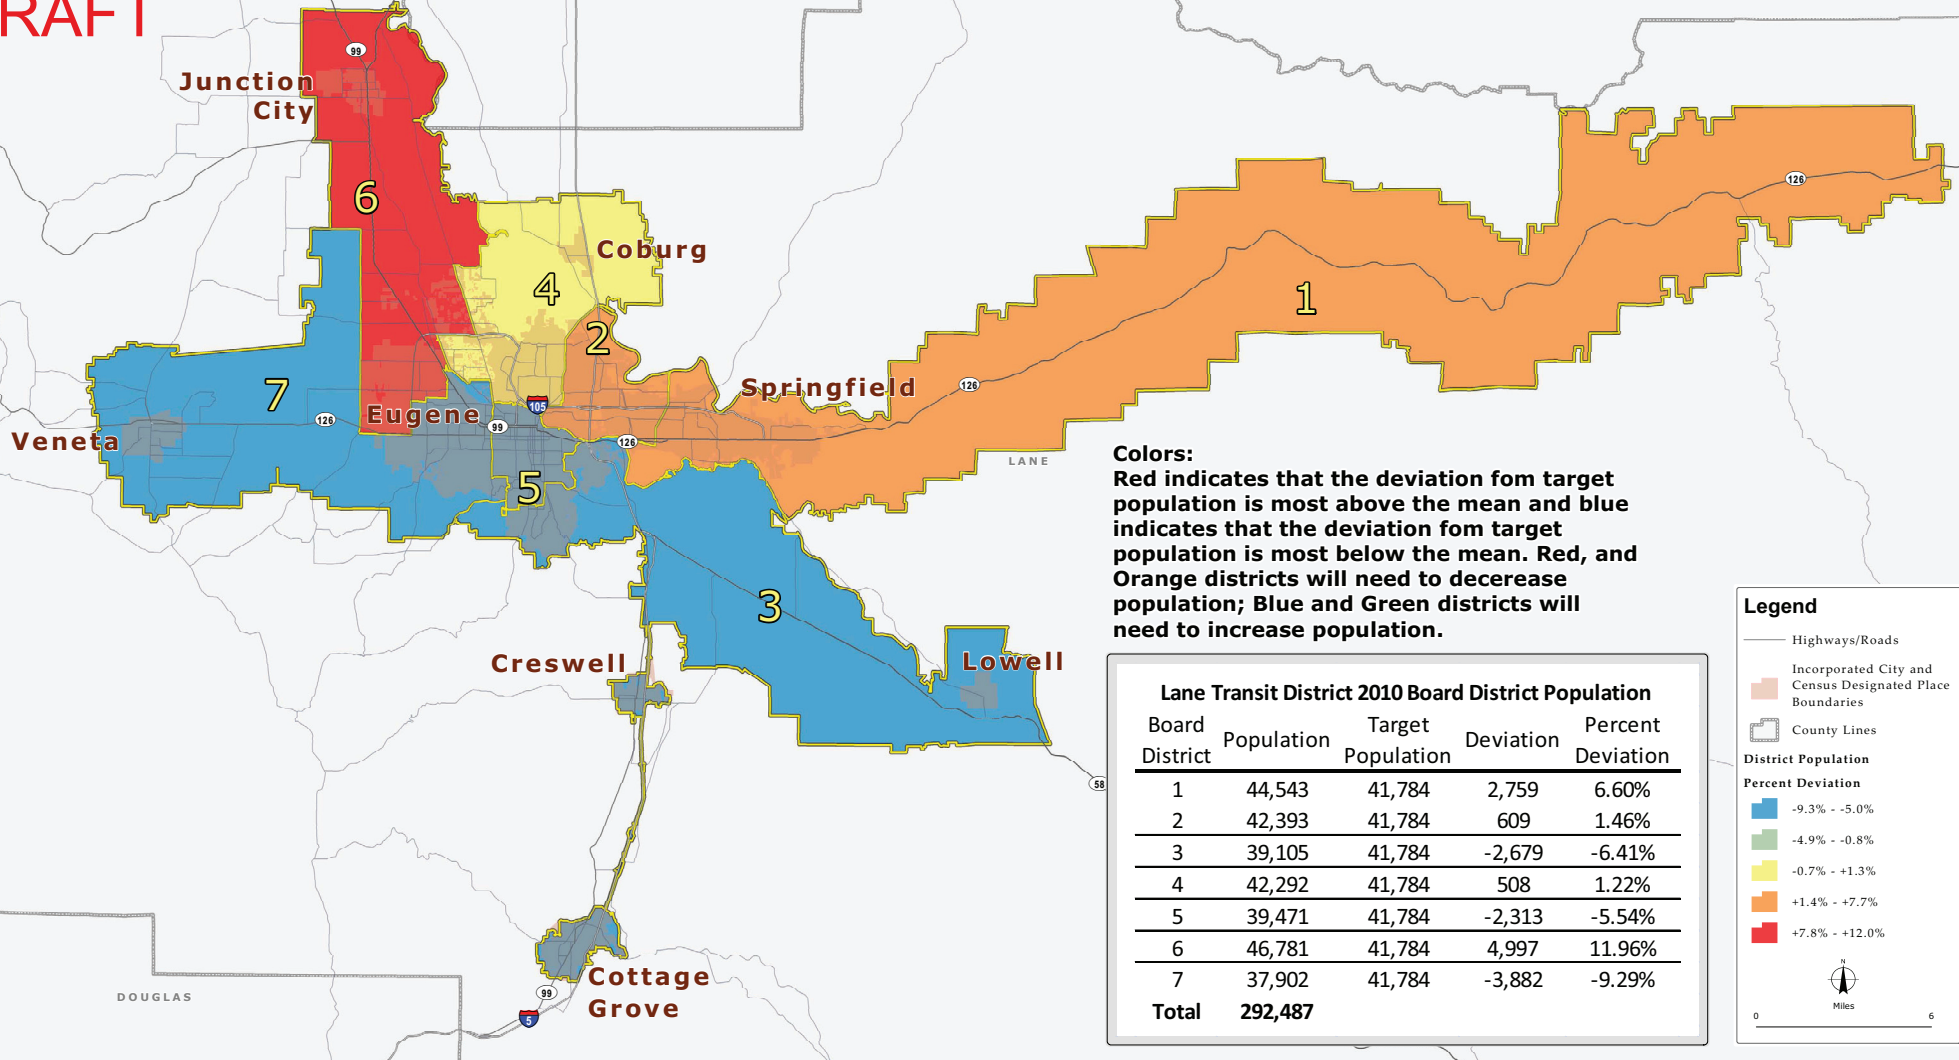 RAFT
99
Junction
City
6
126
Coburg
4
2
1
Springfield
126
7
105
Eugene
126
99
Veneta
126
LANE
5
Colors:
Red indicates that the deviation fom target
population is most above the mean and blue
indicates that the deviation fom target
population is most below the mean. Red, and
Orange districts will need to decerease
population; Blue and Green districts will
need to increase population.
3
Creswell
Lowell
58
Cottage
Grove
99
5
DOUGLAS
Lane Transit District 2010 Board District Population
Board District Population Target Population Deviation Percent Deviation
1 44,543 41,784 2,759 6.60%
2 42,393 41,784 609 1.46%
3 39,105 41,784 -2,679 -6.41%
4 42,292 41,784 508 1.22%
5 39,471 41,784 -2,313 -5.54%
6 46,781 41,784 4,997 11.96%
7 37,902 41,784 -3,882 -9.29%
Total 292,487
Legend
Highways/Roads
Incorporated City and
Census Designated Place
Boundaries
County Lines
District Population
Percent Deviation
-9.3% - -5.0%
-4.9% - -0.8%
-0.7% - +1.3%
+1.4% - +7.7%
+7.8% - +12.0%
N
Miles
0 6